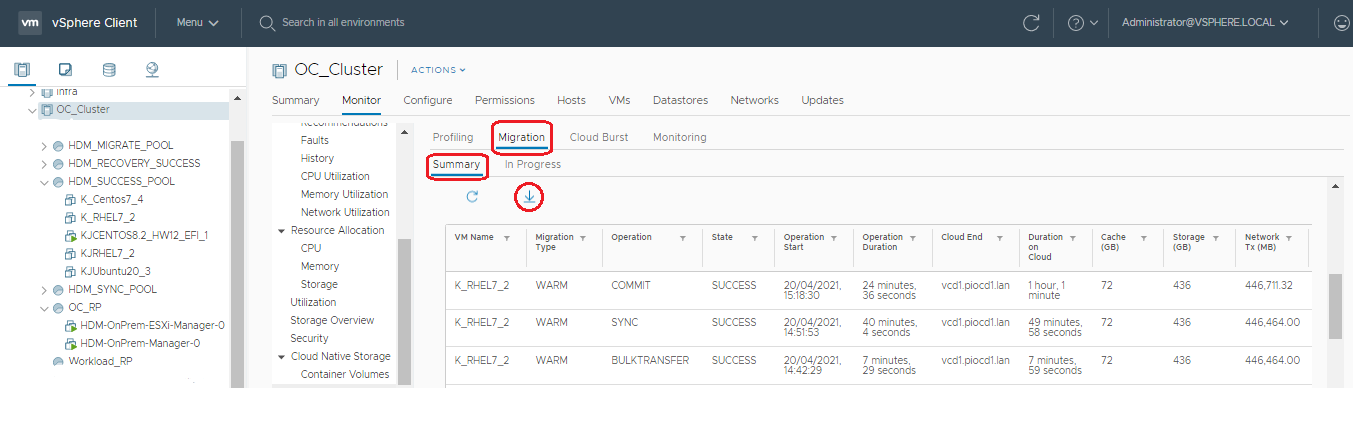 vm vSphere Client Menu Search in all environments Administrator@VSPHERE.LOCAL
Infra
OC_Cluster
HDM_MIGRATE_POOL
HDM_RECOVERY_SUCCESS
HDM_SUCCESS_POOL
K_Centos7_4
K_RHEL7_2
KJCENTOS8.2_HW12_EFI_1
KJRHEL7_2
KJUbuntu20_3
HDM_SYNC_POOL
OC_RP
HDM-OnPrem-ESXi-Manager-0
HDM-OnPrem-Manager-0
Workload_RP
OC_Cluster ACTIONS
Summary Monitor Configure Permissions Hosts VMs Datastores Networks Updates
Recommendations
Faults
History
CPU Utilization
Memory Utilization
Network Utilization
Resource Allocation
CPU
Memory
Storage
Utilization
Storage Overview
Security
Cloud Native Storage
Container Volumes
Profiling Migration Cloud Burst Monitoring
Summary In Progress
VM Name Migration Operation State Operation Operation Cloud End Duration Cache Storage Network
Type Start Duration on (GB) (GB) Tx (MB)
Cloud
K_RHEL7_2 WARM COMMIT SUCCESS 20/04/2021, 24 minutes, vcd1.piocd1.lan 1 hour, 1 72 436 446,711.32
15:18:30 36 seconds minute
K_RHEL7_2 WARM SYNC SUCCESS 20/04/2021, 40 minutes, vcd1.piocd1.lan 49 minutes, 72 436 446,464.00
14:51:53 4 seconds 58 seconds
K_RHEL7_2 WARM BULKTRANSFER SUCCESS 20/04/2021, 7 minutes, vcd1.piocd1.lan 7 minutes, 72 436 446,464.00
14:42:29 29 seconds 59 seconds